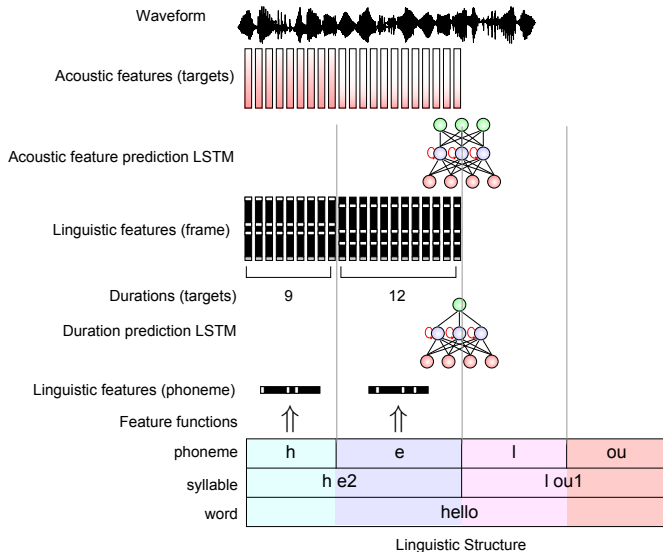 Waveform
Acoustic features (targets)
Acoustic feature prediction LSTM
Linguistic features (frame)
Durations (targets) 9 12
Duration prediction LSTM
Linguistic features (phoneme)
Feature functions
phoneme h e l ou
syllable h e2 l ou1
word hello
Linguistic Structure